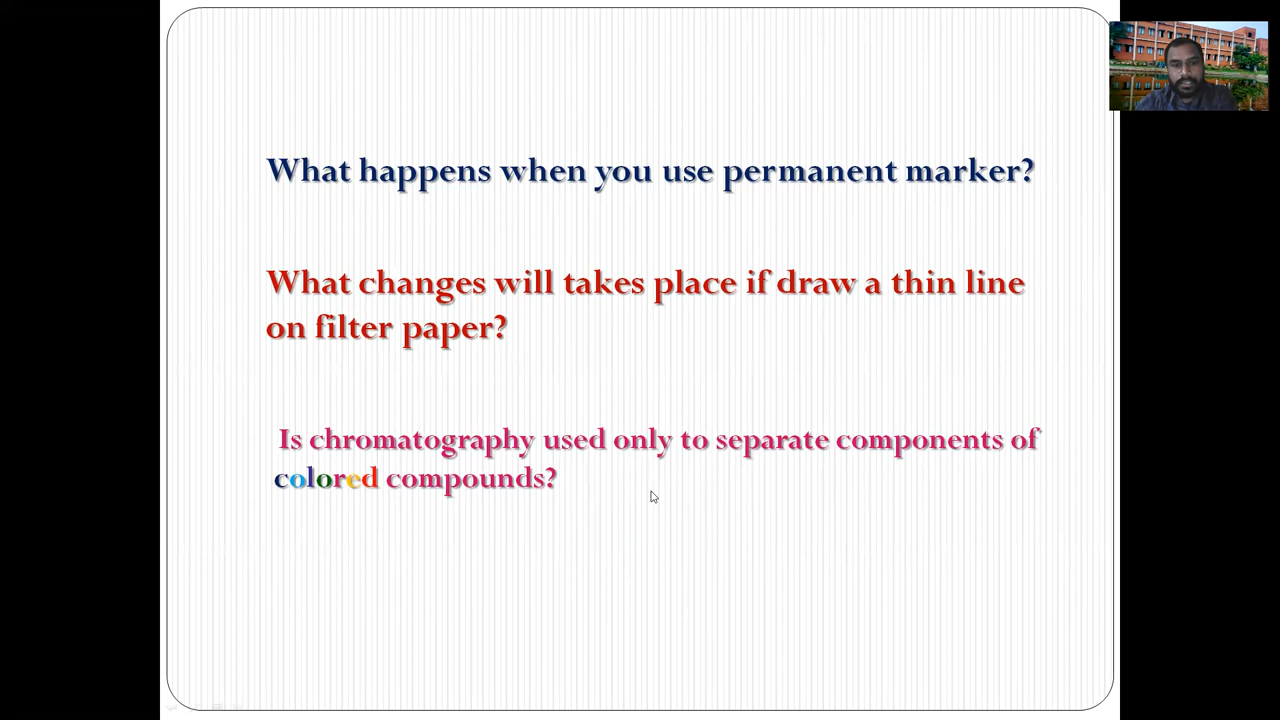 What happens when you use permanent marker?
What changes will takes place if draw a thin line
on filter paper?
Is chromatography used only to separate components of
colored compounds?